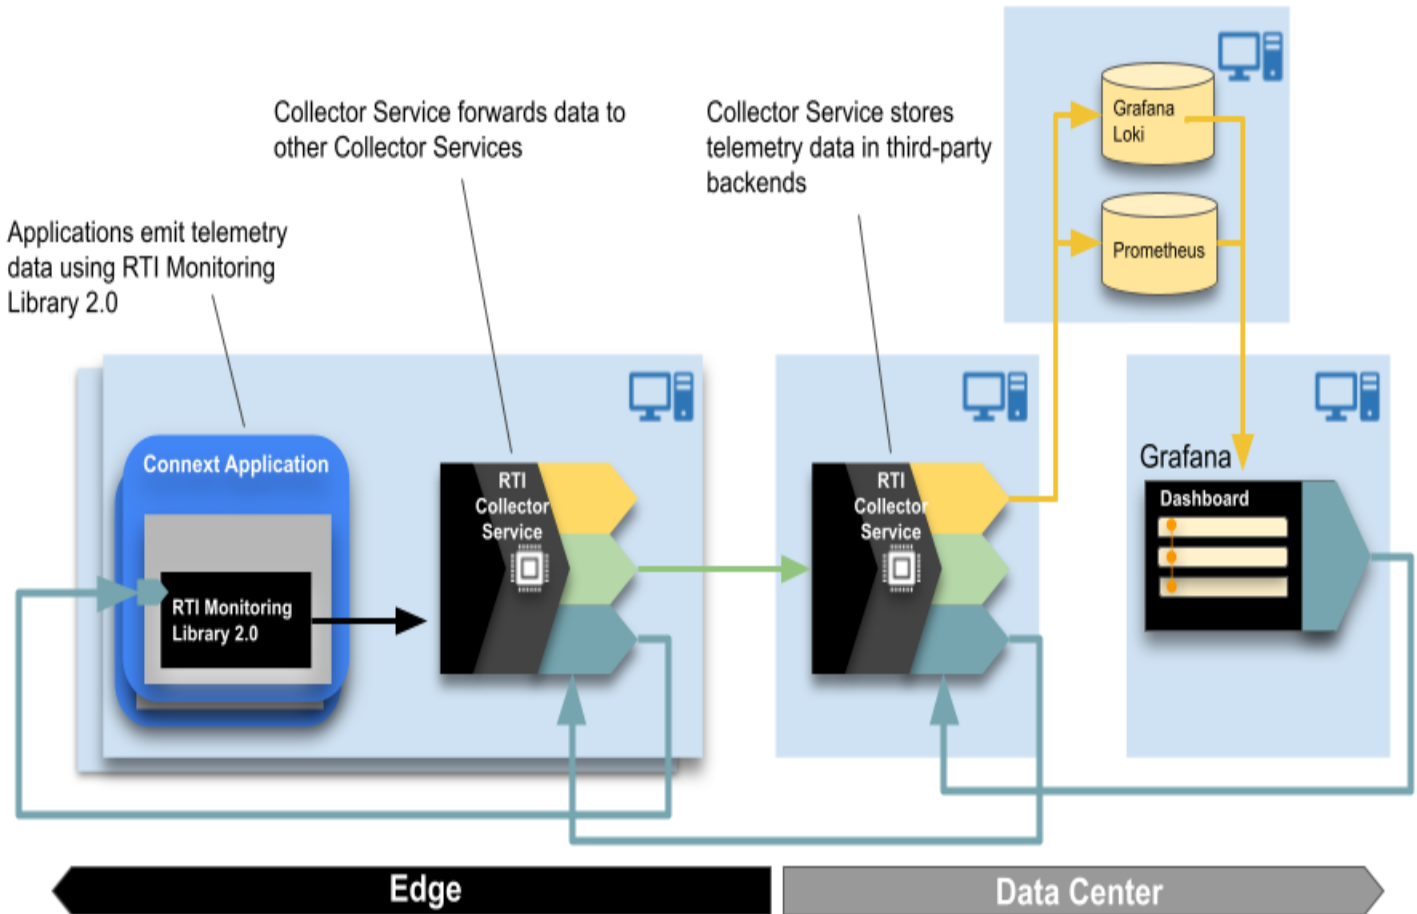 Collector Service forwards data to
other Collector Services
Collector Service stores
telemetry data in third-party
backends
Grafana
Loki
Prometheus
Applications emit telemetry
data using RTI Monitoring
Library 2.0
Connext Application
RTI Monitoring
Library 2.0
RTI
Collector
Service
RTI
Collector
Service
Grafana
Dashboard
Edge
Data Center